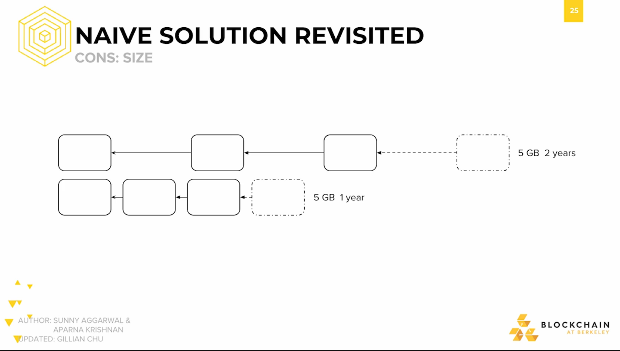 25
NAIVE SOLUTION REVISITED
CONS: SIZE
5 GB 2 years
5 GB 1 year
AUTHOR: SUNNY AGGARWAL &
APARNA KRISHNAN
UPDATED: GILLIAN CHU
BLOCKCHAIN
AT BERKELEY